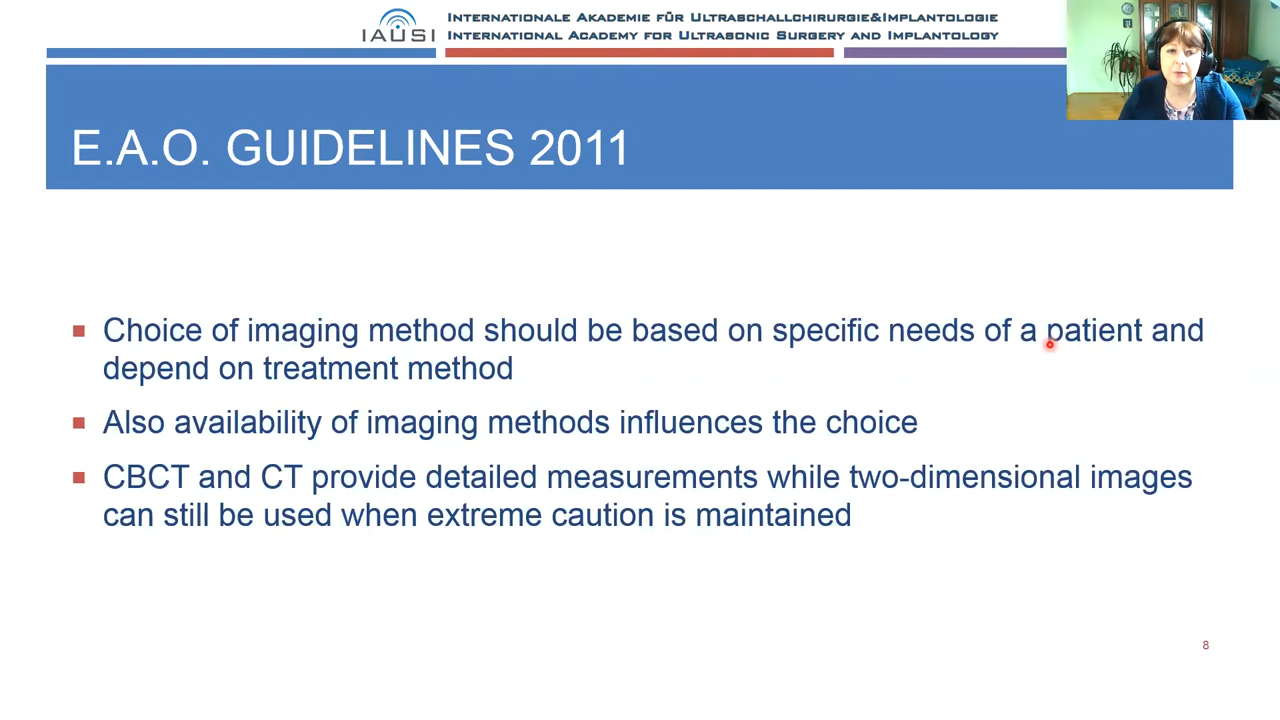 IAUSI
Internationale Akademie für Ultraschallchirurgie&Implantologie
International Academy for Ultrasonic Surgery and Implantology
E.A.O. GUIDELINES 2011
Choice of imaging method should be based on specific needs of a patient and
depend on treatment method
Also availability of imaging methods influences the choice
CBCT and CT provide detailed measurements while two-dimensional images
can still be used when extreme caution is maintained
8